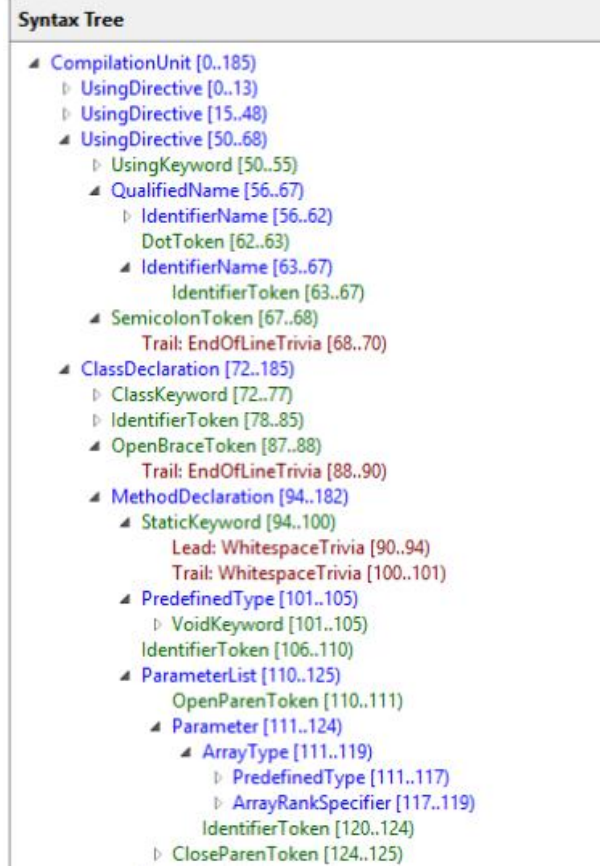 Syntax Tree
CompilationUnit [0..185)
UsingDirective [0..13)
UsingDirective [15..48)
UsingDirective [50..68)
UsingKeyword [50..55)
QualifiedName [56..67)
IdentifierName [56..62)
DotToken [62..63)
IdentifierName [63..67)
IdentifierToken [63..67)
SemicolonToken [67..68)
Trail: EndOfLineTrivia [68..70)
ClassDeclaration [72..185)
ClassKeyword [72..77)
IdentifierToken [78..85)
OpenBraceToken [87..88)
Trail: EndOfLineTrivia [88..90)
MethodDeclaration [94..182)
StaticKeyword [94..100)
Lead: WhitespaceTrivia [90..94)
Trail: WhitespaceTrivia [100..101)
PredefinedType [101..105)
VoidKeyword [101..105)
IdentifierToken [106..110)
ParameterList [110..125)
OpenParenToken [110..111)
Parameter [111..124)
ArrayType [111..119)
PredefinedType [111..117)
ArrayRankSpecifier [117..119)
IdentifierToken [120..124)
CloseParenToken [124..125)